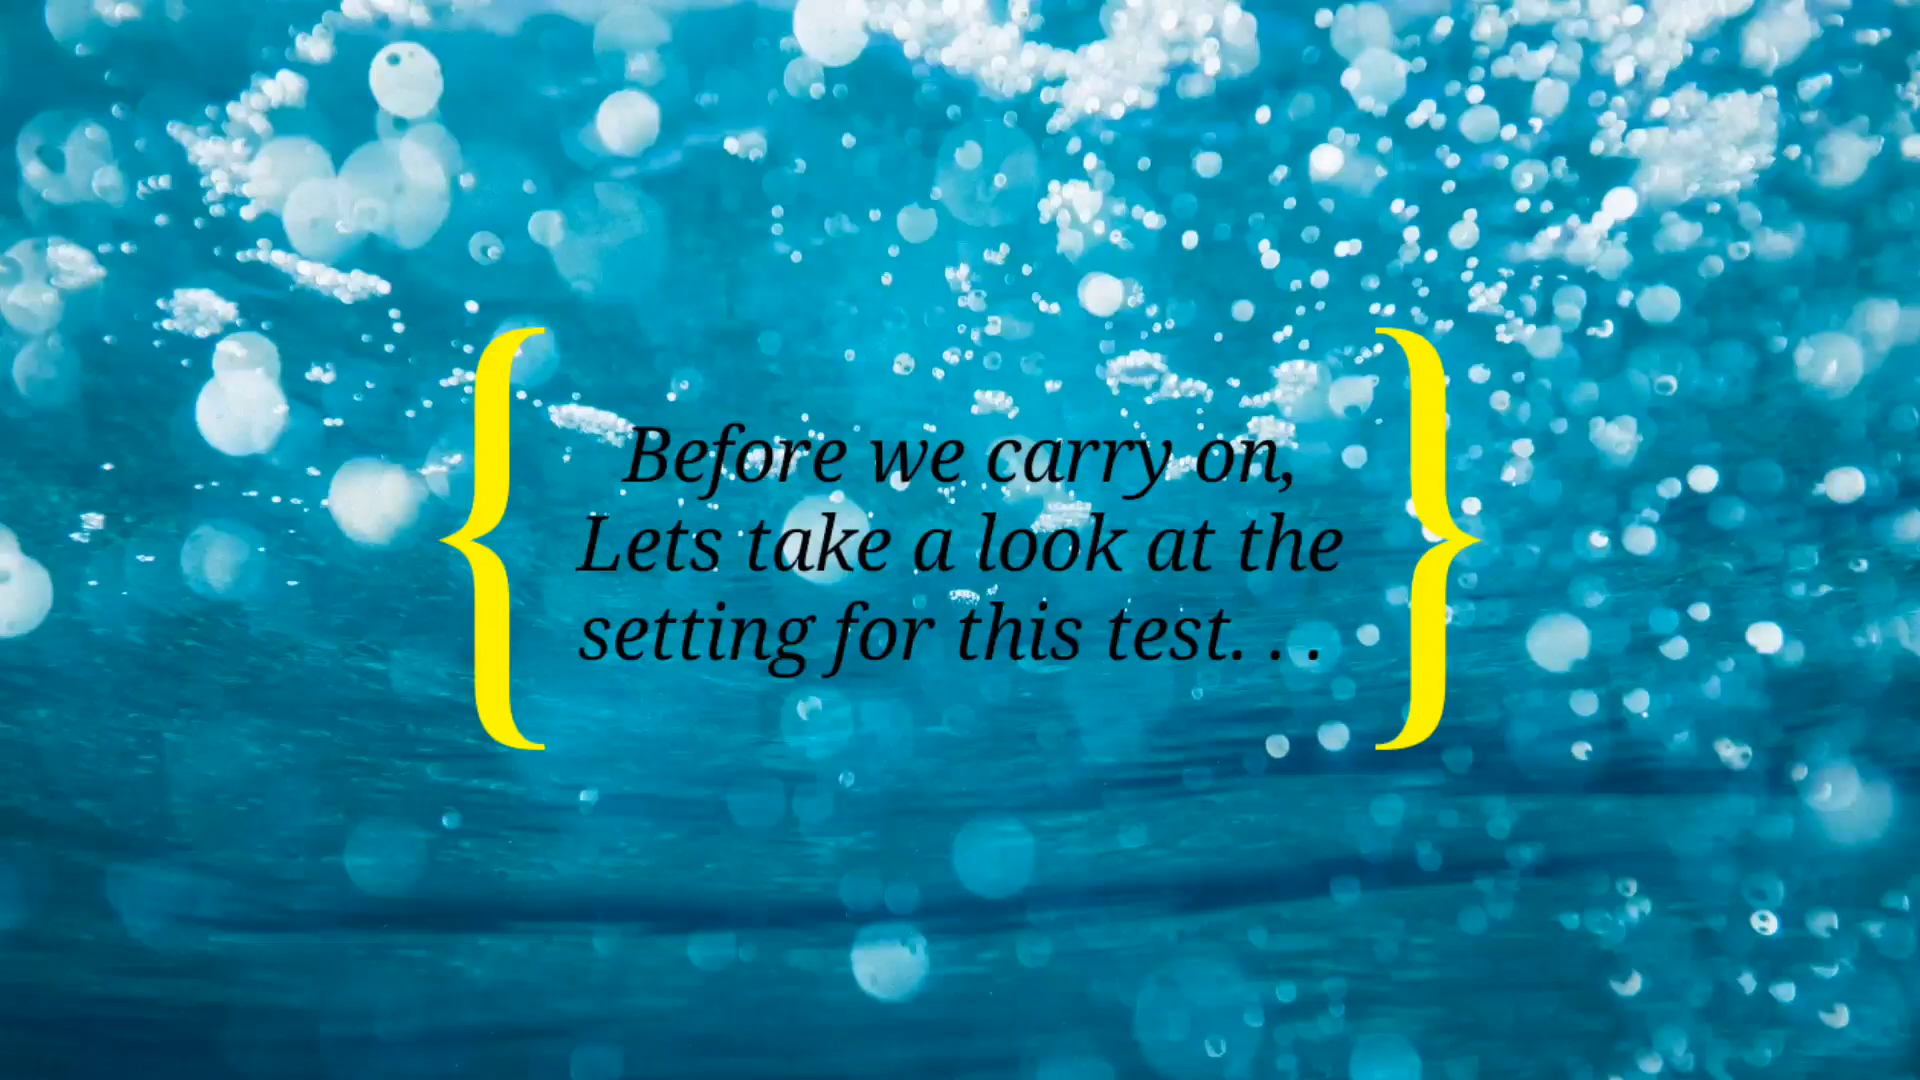 Before we carry on,
Lets take a look at the
setting for this test. . .